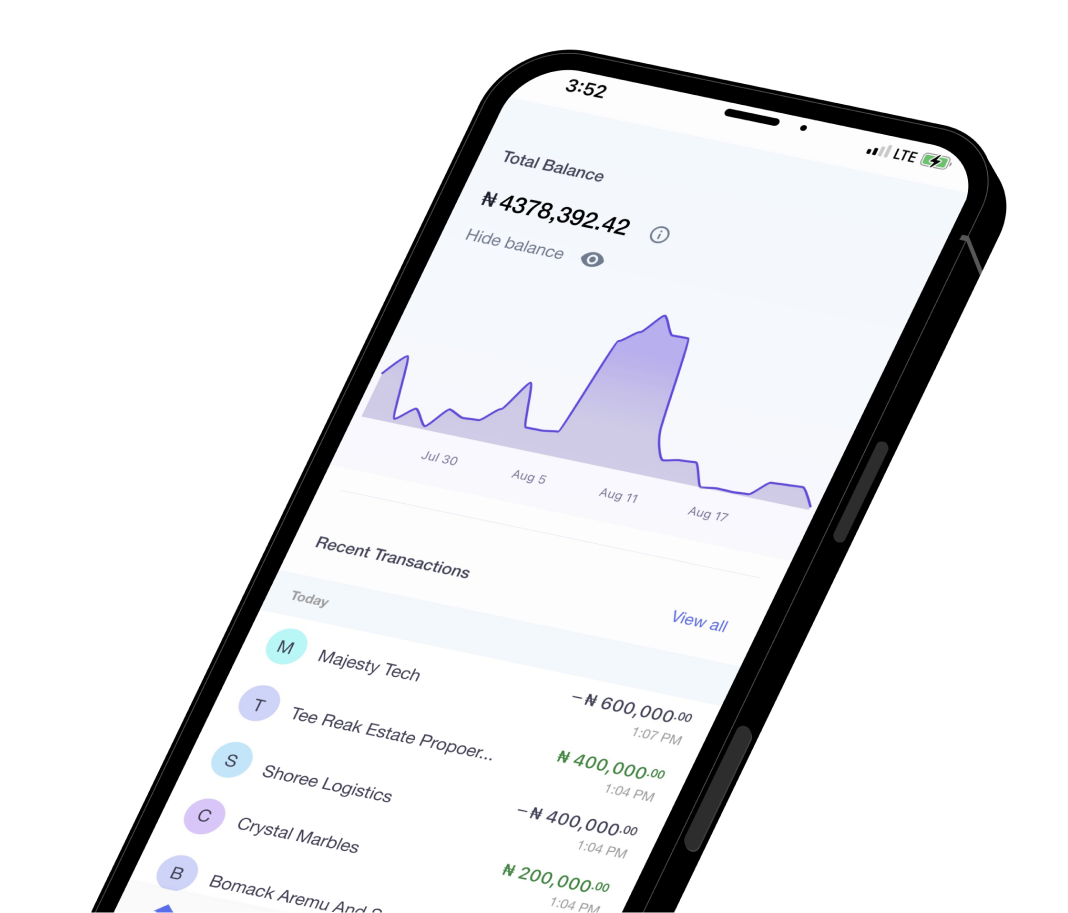 3:52
LTE
Total Balance
₦ 4378,392.42
Hide balance
Jul 30
Aug 5
Aug 11
Aug 17
Recent Transactions
View all
Today
M
Majesty Tech
–₦ 600,000.00
1:07 PM
T
Tee Reak Estate Propoer...
₦ 400,000.00
1:04 PM
S
Shoree Logistics
–₦ 400,000.00
1:04 PM
C
Crystal Marbles
₦ 200,000.00
1:04 PM
B
Bomack Aremu And